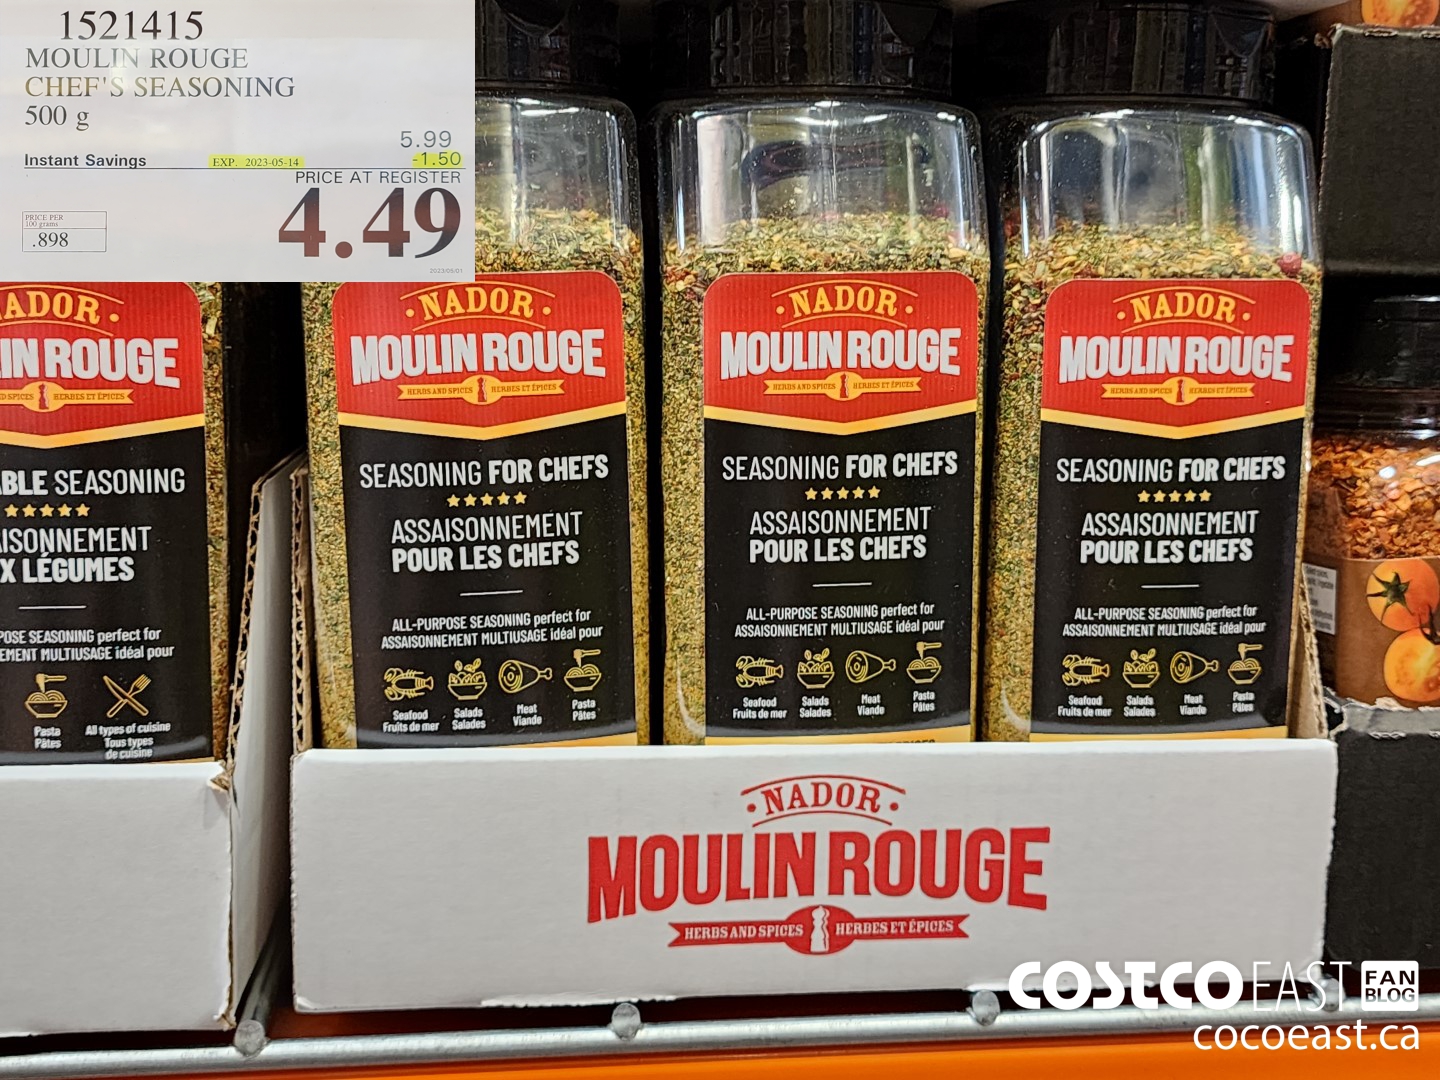 1521415
MOULIN ROUGE
CHEF'S SEASONING
500 g
5.99
Instant Savings EXP. 2023-05-14 -1.50
PRICE AT REGISTER
4.49
PRICE PER
100 grams
.898
2023/05/01
ADOR
IN ROUGE
HERBES ET ÉPICES
ABLE SEASONING
AISONNEMENT
X LÉGUMES
POSE SEASONING perfect for
EMENT MULTIUSAGE idéal pour
Pasta
Pâtes
All types of cuisine
Tous types
de cuisine
NADOR
MOULIN ROUGE
HERBS AND SPICES HERBES ET ÉPICES
SEASONING FOR CHEFS
ASSAISONNEMENT
POUR LES CHEFS
ALL-PURPOSE SEASONING perfect for
ASSAISONNEMENT MULTIUSAGE idéal pour
Seafood
Fruits de mer
Salads
Salades
Meat
Viande
Pasta
Pâtes
NADOR
MOULIN ROUGE
HERBS AND SPICES HERBES ET ÉPICES
SEASONING FOR CHEFS
ASSAISONNEMENT
POUR LES CHEFS
ALL-PURPOSE SEASONING perfect for
ASSAISONNEMENT MULTIUSAGE idéal pour
Seafood
Fruits de mer
Salads
Salades
Meat
Viande
Pasta
Pâtes
NADOR
MOULIN ROUGE
HERBS AND SPICES HERBES ET ÉPICES
SEASONING FOR CHEFS
ASSAISONNEMENT
POUR LES CHEFS
ALL-PURPOSE SEASONING perfect for
ASSAISONNEMENT MULTIUSAGE idéal pour
Seafood
Fruits de mer
Salads
Salades
Meat
Viande
Pasta
Pâtes
NADOR
MOULIN ROUGE
HERBS AND SPICES HERBES ET ÉPICES
COSTCO EAST FAN BLOG
cocoeast.ca